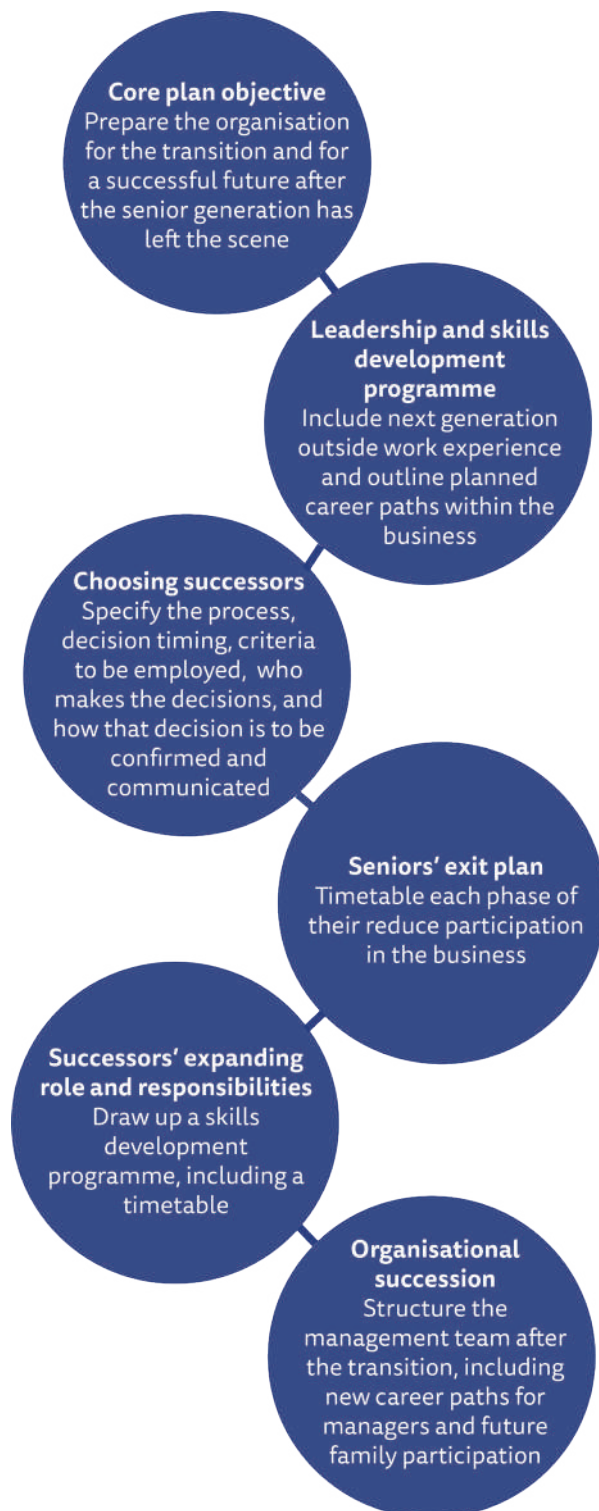 Core plan objective
Prepare the organisation
for the transition and for
a successful future after
the senior generation has
left the scene
Leadership and skills
development
programme
Include next generation
outside work experience
and outline planned
career paths within the
business
Choosing successors
Specify the process,
decision timing, criteria
to be employed, who
makes the decisions, and
how that decision is to be
confirmed and
communicated
Seniors’ exit plan
Timetable each phase of
their reduce participation
in the business
Successors’ expanding
role and responsibilities
Draw up a skills
development
programme, including a
timetable
Organisational
succession
Structure the
management team after
the transition, including
new career paths for
managers and future
family participation